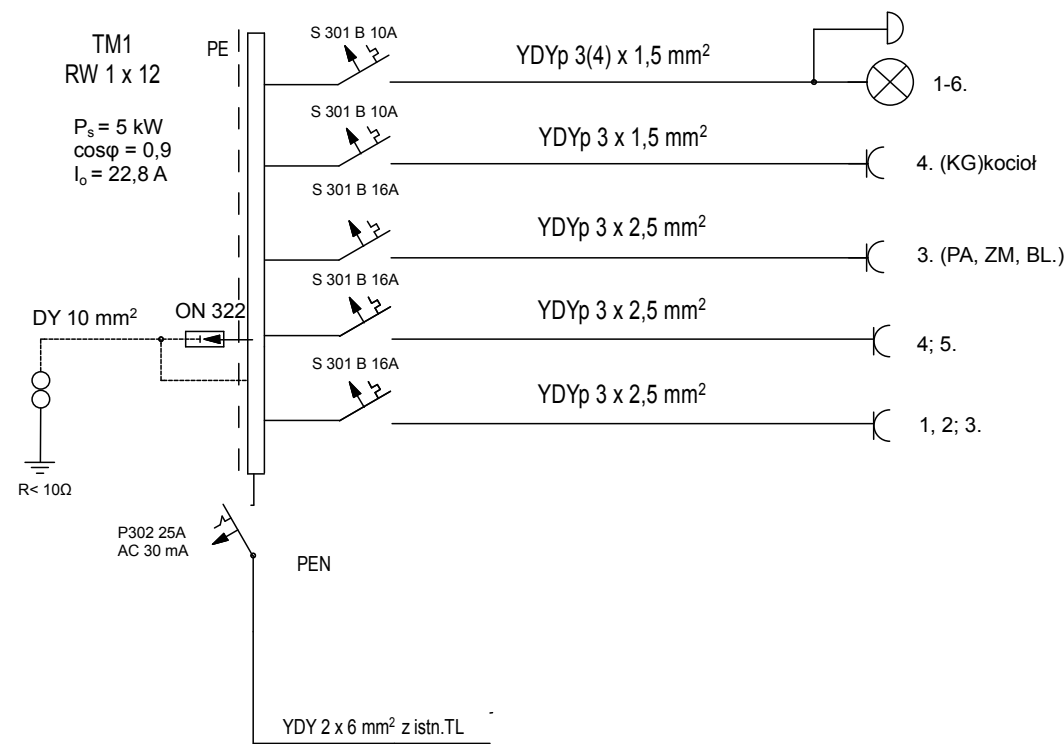 TM1
RW 1 x 12
Pₛ = 5 kW
cosφ = 0,9
Iₒ = 22,8 A
PE
S 301 B 10A
YDYp 3(4) x 1,5 mm²
1-6.
S 301 B 10A
YDYp 3 x 1,5 mm²
4. (KG)kocioł
S 301 B 16A
YDYp 3 x 2,5 mm²
3. (PA, ZM, BL.)
S 301 B 16A
YDYp 3 x 2,5 mm²
4; 5.
S 301 B 16A
YDYp 3 x 2,5 mm²
1, 2; 3.
DY 10 mm²
ON 322
R< 10Ω
P302 25A
AC 30 mA
PEN
YDY 2 x 6 mm² z istn.TL